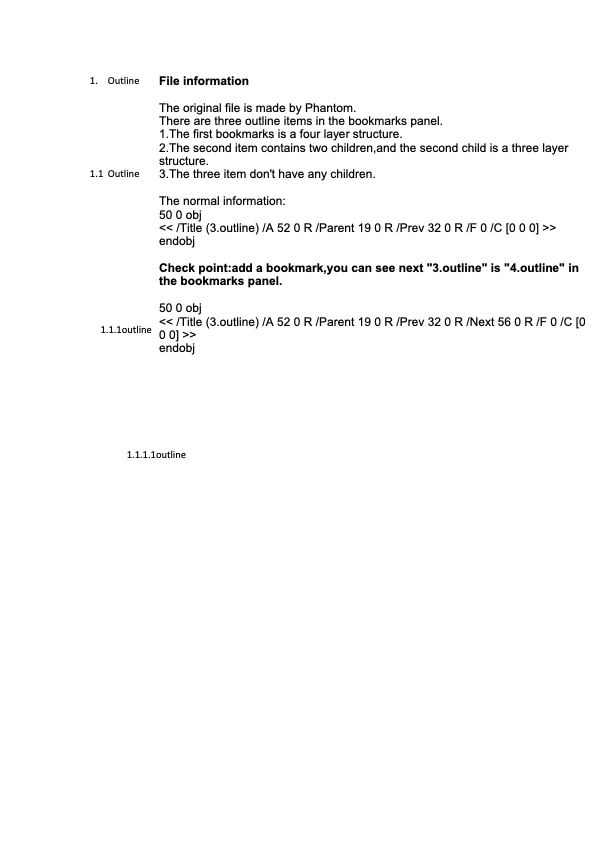 1. Outline
File information
The original file is made by Phantom.
There are three outline items in the bookmarks panel.
1.The first bookmarks is a four layer structure.
2.The second item contains two children,and the second child is a three layer
structure.
1.1 Outline
3.The three item don't have any children.
The normal information:
50 0 obj
<< /Title (3.outline) /A 52 0 R /Parent 19 0 R /Prev 32 0 R /F 0 /C [0 0 0] >>
endobj
Check point:add a bookmark,you can see next "3.outline" is "4.outline" in
the bookmarks panel.
50 0 obj
<< /Title (3.outline) /A 52 0 R /Parent 19 0 R /Prev 32 0 R /Next 56 0 R /F 0 /C [0
1.1.1outline
0 0] >>
endobj
1.1.1.1outline